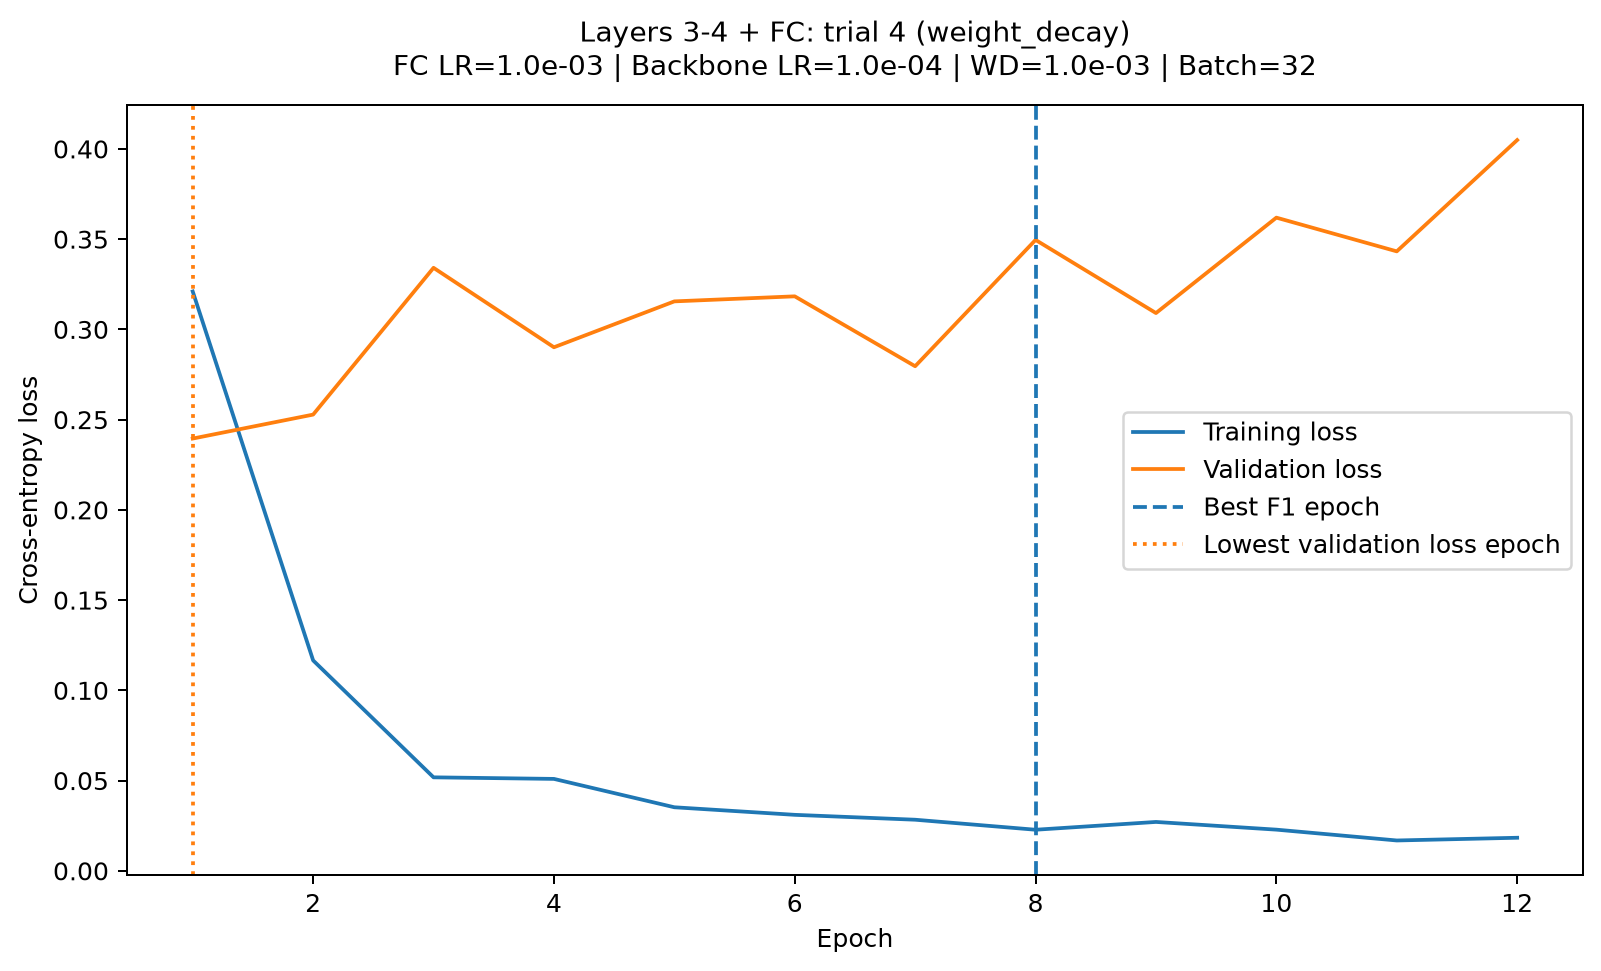 Layers 3-4 + FC: trial 4 (weight_decay)
FC LR=1.0e-03 | Backbone LR=1.0e-04 | WD=1.0e-03 | Batch=32
Cross-entropy loss
0.40
0.35
0.30
0.25
0.20
0.15
0.10
0.05
0.00
Training loss
Validation loss
Best F1 epoch
Lowest validation loss epoch
2 4 6 8 10 12
Epoch